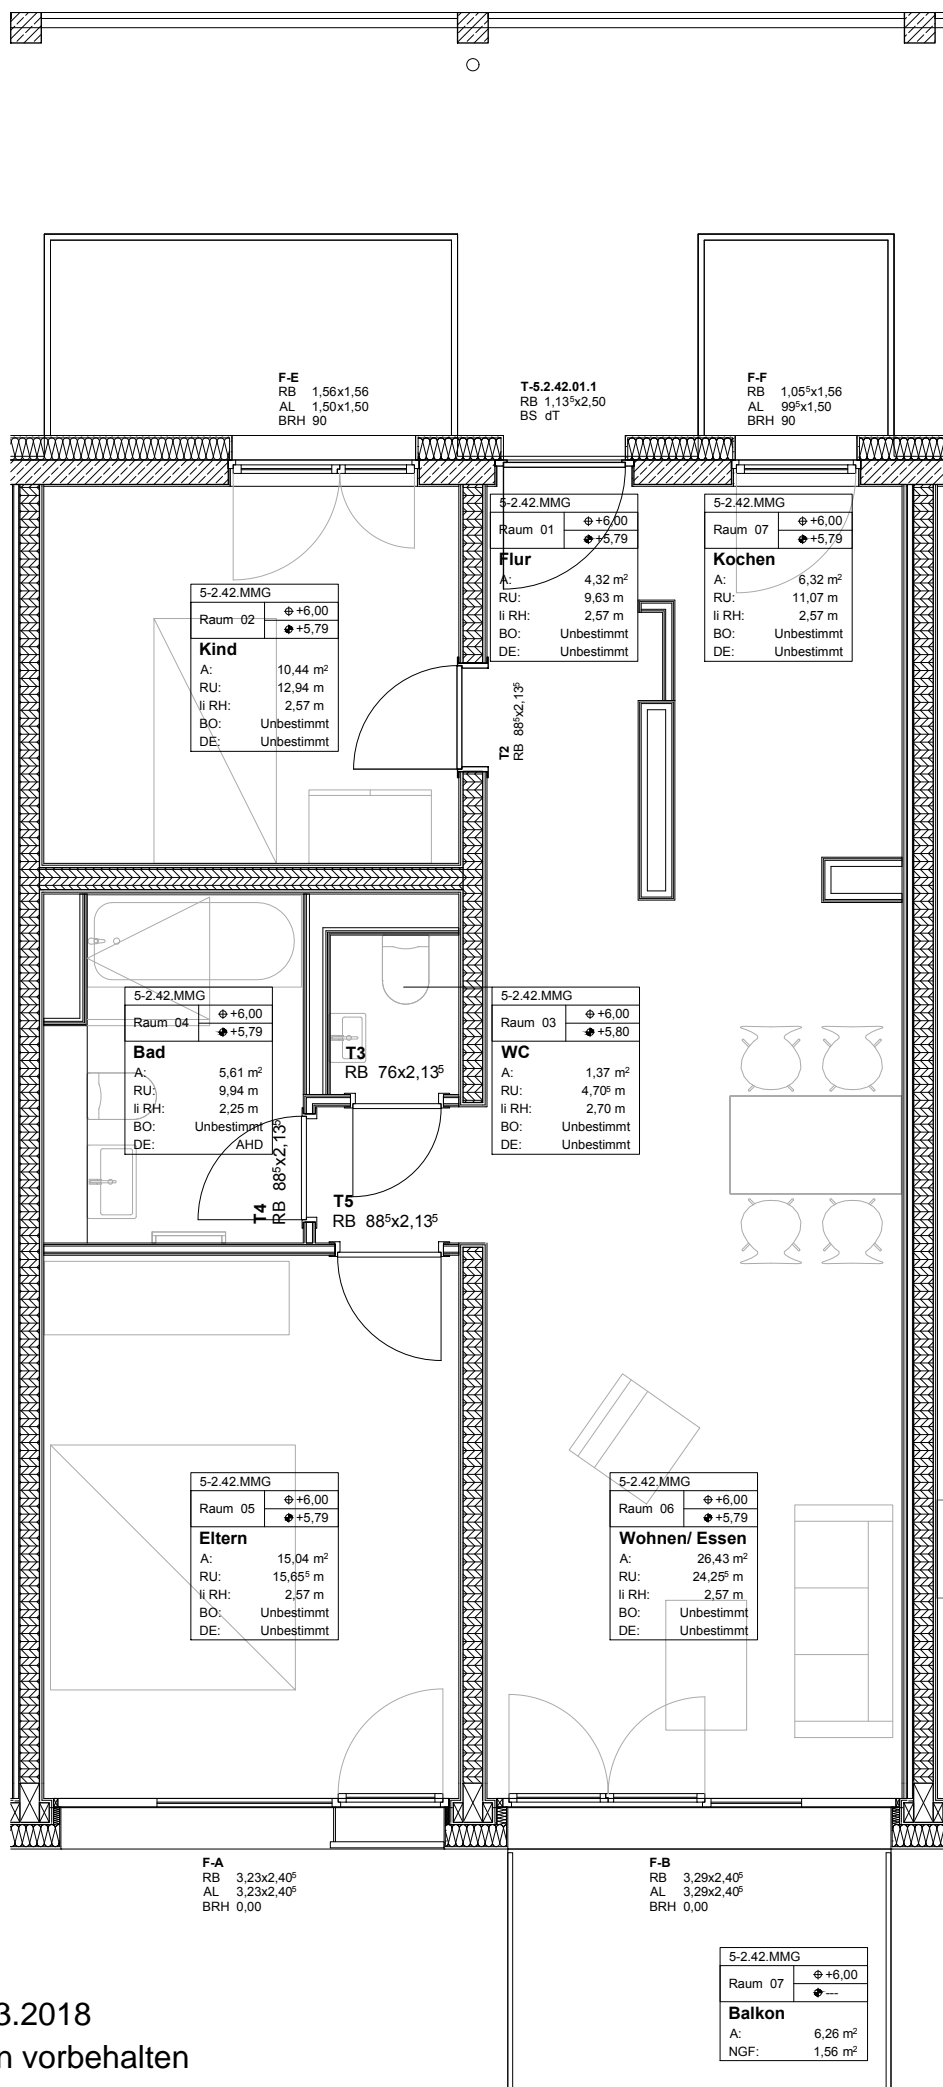 F-E
RB 1,56x1,56
AL 1,50x1,50
BRH 90
T-5.2.42.01.1
RB 1,13⁵x2,50
BS dT
F-F
RB 1,05⁵x1,56
AL 99⁵x1,50
BRH 90
5-2.42.MMG
Raum 01 +6,00
+5,79
Flur
A: 4,32 m²
RU: 9,63 m
li RH: 2,57 m
BO: Unbestimmt
DE: Unbestimmt
5-2.42.MMG
Raum 07 +6,00
+5,79
Kochen
A: 6,32 m²
RU: 11,07 m
li RH: 2,57 m
BO: Unbestimmt
DE: Unbestimmt
5-2.42.MMG
Raum 02 +6,00
+5,79
Kind
A: 10,44 m²
RU: 12,94 m
li RH: 2,57 m
BO: Unbestimmt
DE: Unbestimmt
T2
RB 88⁵x2,13⁵
5-2.42.MMG
Raum 04 +6,00
+5,79
Bad
A: 5,61 m²
RU: 9,94 m
li RH: 2,25 m
BO: Unbestimmt
DE: AHD
T3
RB 76x2,13⁵
5-2.42.MMG
Raum 03 +6,00
+5,80
WC
A: 1,37 m²
RU: 4,70⁵ m
li RH: 2,70 m
BO: Unbestimmt
DE: Unbestimmt
T4
RB 88⁵x2,13⁵
T5
RB 88⁵x2,13⁵
5-2.42.MMG
Raum 05 +6,00
+5,79
Eltern
A: 15,04 m²
RU: 15,65⁵ m
li RH: 2,57 m
BO: Unbestimmt
DE: Unbestimmt
5-2.42.MMG
Raum 06 +6,00
+5,79
Wohnen/ Essen
A: 26,43 m²
RU: 24,25⁵ m
li RH: 2,57 m
BO: Unbestimmt
DE: Unbestimmt
F-A
RB 3,23x2,40⁵
AL 3,23x2,40⁵
BRH 0,00
F-B
RB 3,29x2,40⁵
AL 3,29x2,40⁵
BRH 0,00
5-2.42.MMG
Raum 07 +6,00
---
Balkon
A: 6,26 m²
NGF: 1,56 m²
3.2018
n vorbehalten